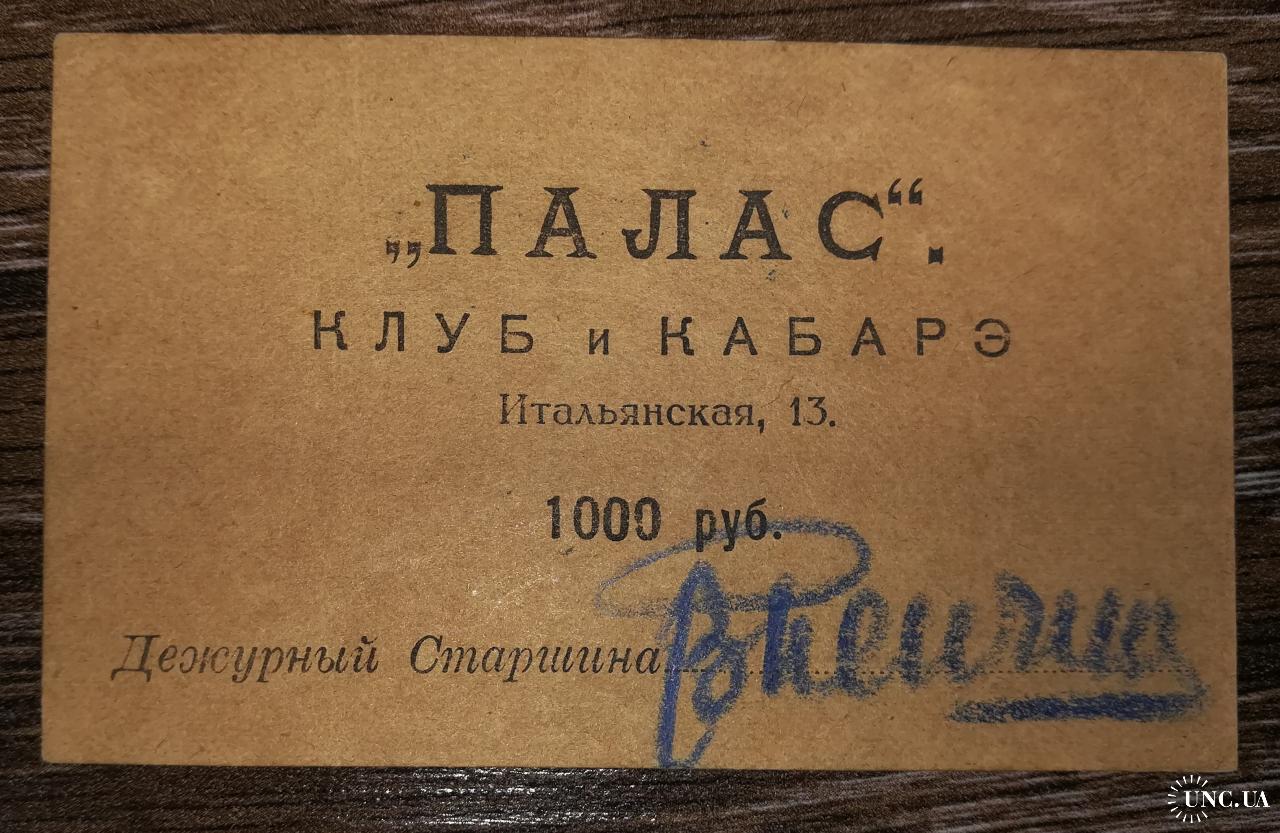 „ПАЛАС“.
КЛУБ и КАБАРЭ
Итальянская, 13.
1000 руб.
Дежурный Старшина
UNC.UA